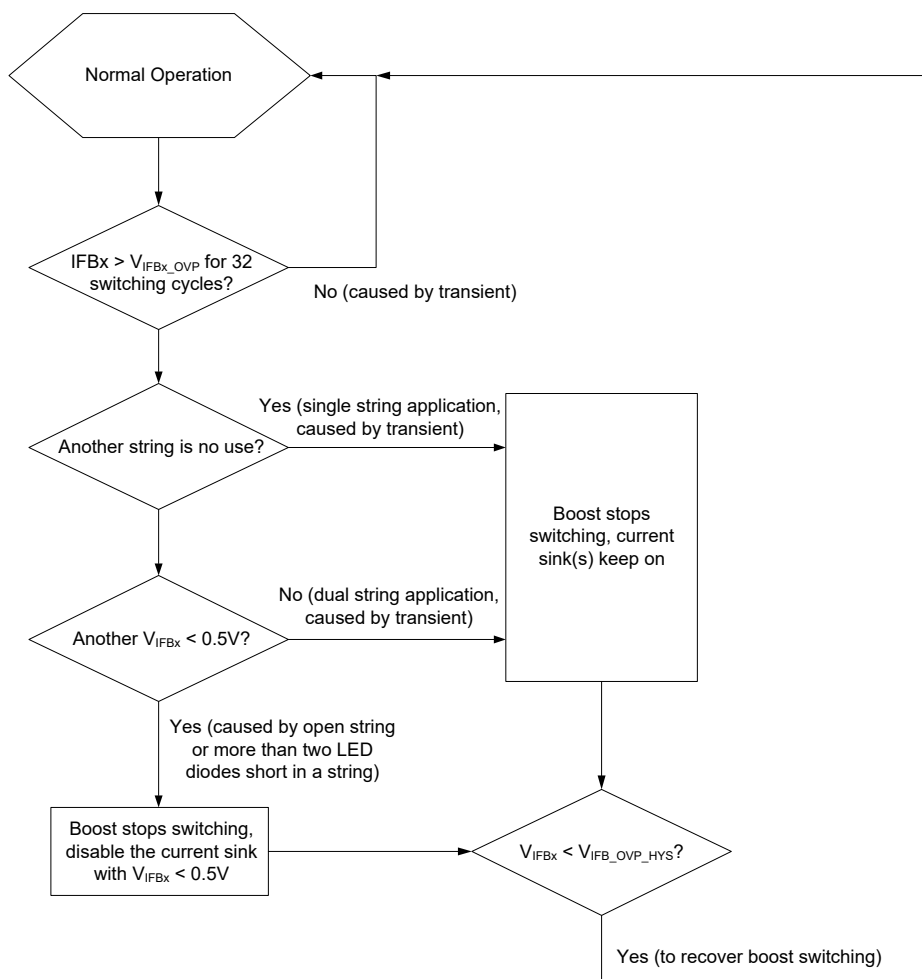 Normal Operation
IFBx > VIFBx_OVP for 32
switching cycles?
No (caused by transient)
Yes (single string application,
caused by transient)
Another string is no use?
Boost stops
switching, current
sink(s) keep on
No (dual string application,
caused by transient)
Another VIFBx < 0.5V?
Yes (caused by open string
or more than two LED
diodes short in a string)
Boost stops switching,
disable the current sink
with VIFBx < 0.5V
VIFBx < VIFB_OVP_HYS?
Yes (to recover boost switching)